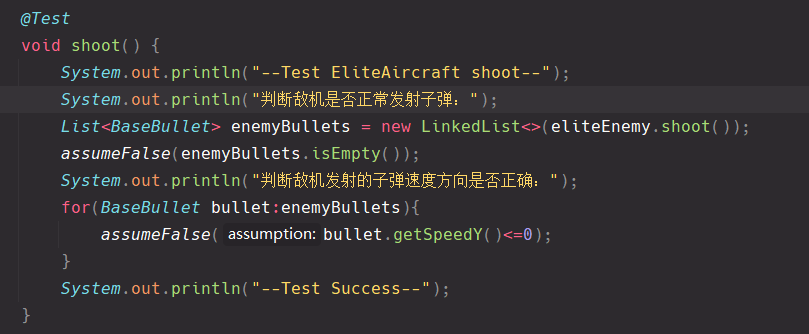 @Test
void shoot() {
System.out.println("--Test EliteAircraft shoot--");
System.out.println("判断敌机是否正常发射子弹：");
List<BaseBullet> enemyBullets = new LinkedList<>(eliteEnemy.shoot());
assumeFalse(enemyBullets.isEmpty());
System.out.println("判断敌机发射的子弹速度方向是否正确：");
for(BaseBullet bullet:enemyBullets){
assumeFalse( assumption: bullet.getSpeedY()<=0);
}
System.out.println("--Test Success--");
}